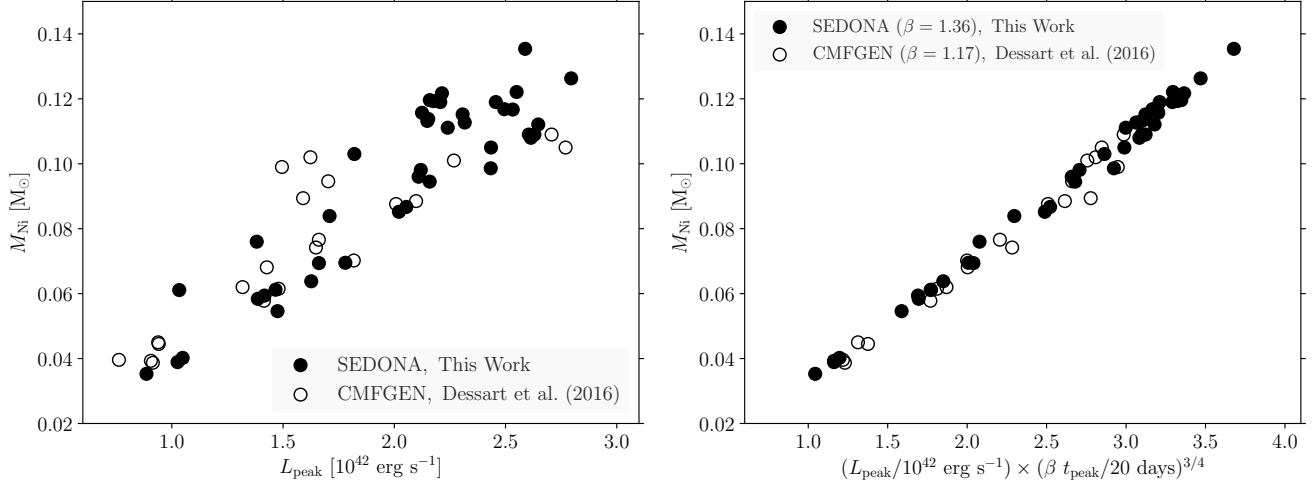 0.14
0.12
0.10
0.08
0.06
0.04
0.02
M_Ni [M_⊙]
SEDONA, This Work
CMFGEN, Dessart et al. (2016)
1.0 1.5 2.0 2.5 3.0
L_peak [10^42 erg s^−1]
SEDONA (β = 1.36), This Work
CMFGEN (β = 1.17), Dessart et al. (2016)
0.14
0.12
0.10
0.08
0.06
0.04
0.02
M_Ni [M_⊙]
1.0 1.5 2.0 2.5 3.0 3.5 4.0
(L_peak/10^42 erg s^−1) × (β t_peak/20 days)^3/4